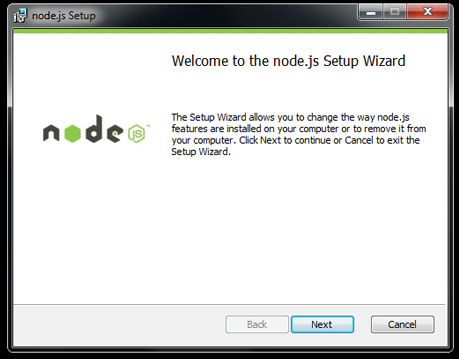 node.js Setup
Welcome to the node.js Setup Wizard
node
JS™
The Setup Wizard allows you to change the way node.js
features are installed on your computer or to remove it from
your computer. Click Next to continue or Cancel to exit the
Setup Wizard.
Back
Next
Cancel